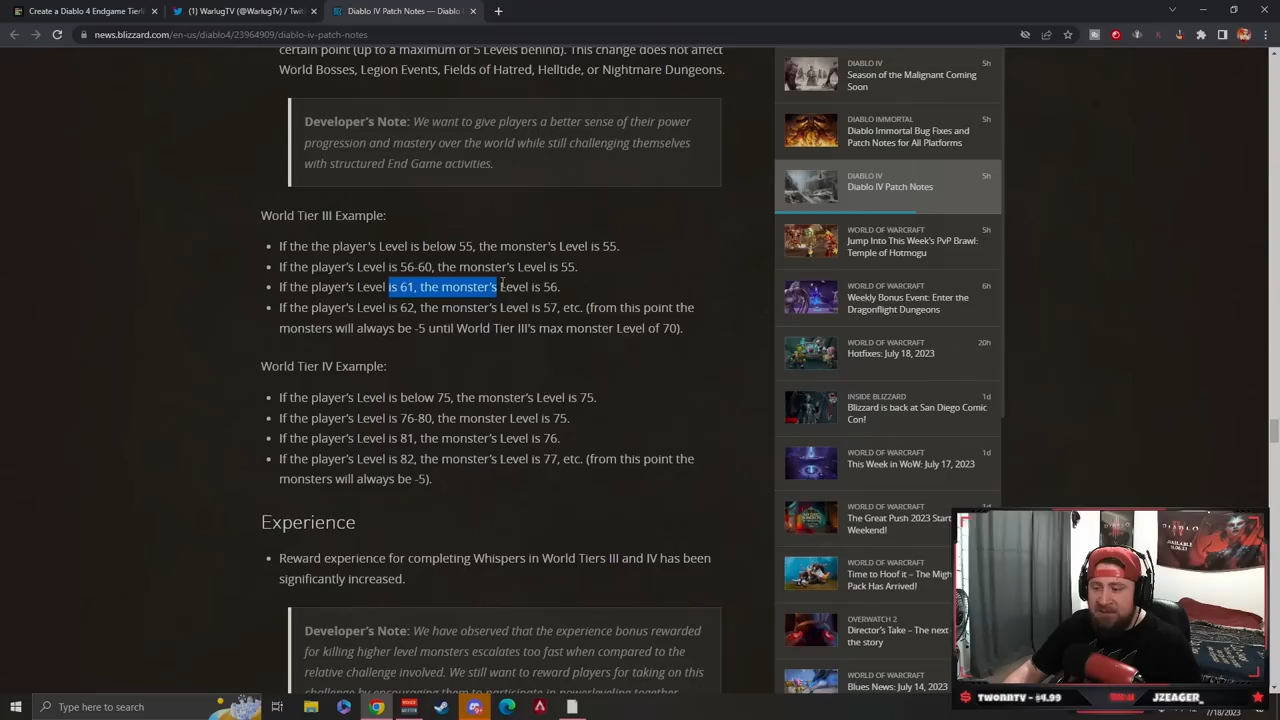 Create a Diablo 4 Endgame Tierl
WarlugTV (@WarlugTV) / Twit
Diablo IV Patch Notes — Diablo I
news.blizzard.com/en-us/diablo4/23964909/diablo-iv-patch-notes
certain point (up to a maximum of 5 Levels behind). This change does not affect
World Bosses, Legion Events, Fields of Hatred, Helltide, or Nightmare Dungeons.
Developer's Note: We want to give players a better sense of their power
progression and mastery over the world while still challenging themselves
with structured End Game activities.
World Tier III Example:
If the the player's Level is below 55, the monster's Level is 55.
If the player's Level is 56-60, the monster's Level is 55.
If the player's Level is 61, the monster's Level is 56.
If the player's Level is 62, the monster's Level is 57, etc. (from this point the
monsters will always be -5 until World Tier III's max monster Level of 70).
World Tier IV Example:
If the player's Level is below 75, the monster's Level is 75.
If the player's Level is 76-80, the monster Level is 75.
If the player's Level is 81, the monster's Level is 76.
If the player's Level is 82, the monster's Level is 77, etc. (from this point the
monsters will always be -5).
Experience
Reward experience for completing Whispers in World Tiers III and IV has been
significantly increased.
Developer's Note: We have observed that the experience bonus rewarded
for killing higher level monsters escalates too fast when compared to the
relative challenge involved. We still want to reward players for taking on this
challenge by encouraging them to participate in powerleveling together
DIABLO IV 5h
Season of the Malignant Coming
Soon
DIABLO IMMORTAL 5h
Diablo Immortal Bug Fixes and
Patch Notes for All Platforms
DIABLO IV 5h
Diablo IV Patch Notes
WORLD OF WARCRAFT 5h
Jump Into This Week's PvP Brawl:
Temple of Hotmogu
WORLD OF WARCRAFT 6h
Weekly Bonus Event: Enter the
Dragonflight Dungeons
WORLD OF WARCRAFT 20h
Hotfixes: July 18, 2023
INSIDE BLIZZARD 1d
Blizzard is back at San Diego Comic
Con!
WORLD OF WARCRAFT 1d
This Week in WoW: July 17, 2023
WORLD OF WARCRAFT 1d
The Great Push 2023 Start
Weekend!
WORLD OF WARCRAFT
Time to Hoof it – The Migh
Pack Has Arrived!
OVERWATCH 2
Director's Take – The next
the story
WORLD OF WARCRAFT
Blues News: July 14, 2023
DIABLO
TWONNTV - $4.99
JZEAGER_
Type here to search
7/18/2023